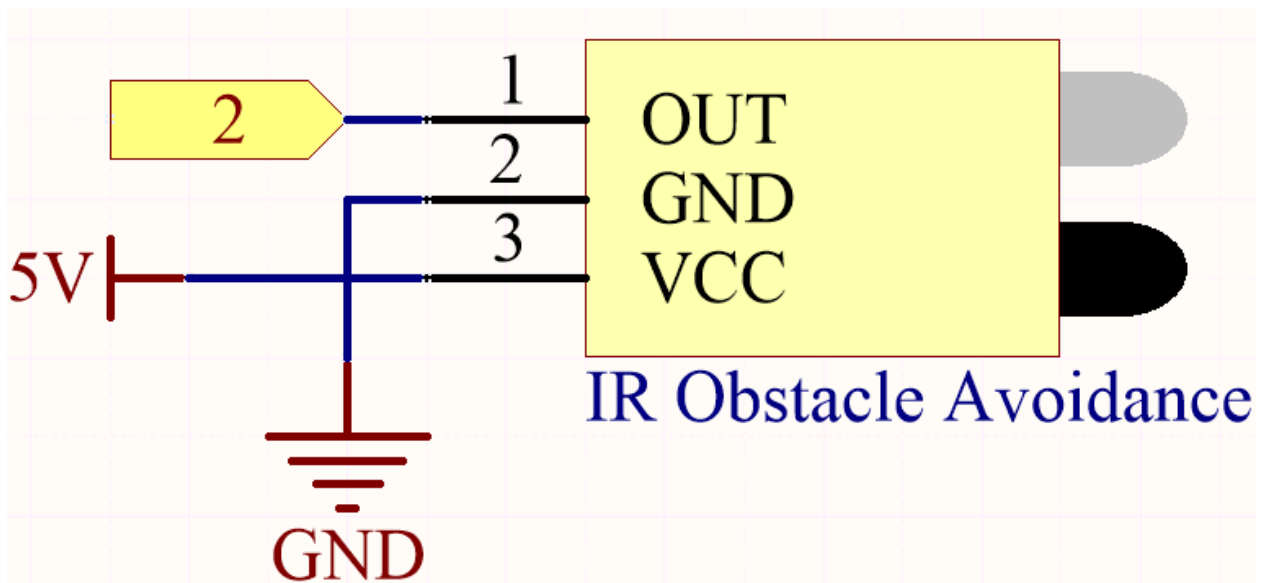 1
2 OUT
2
GND
3
5V VCC
IR Obstacle Avoidance
GND